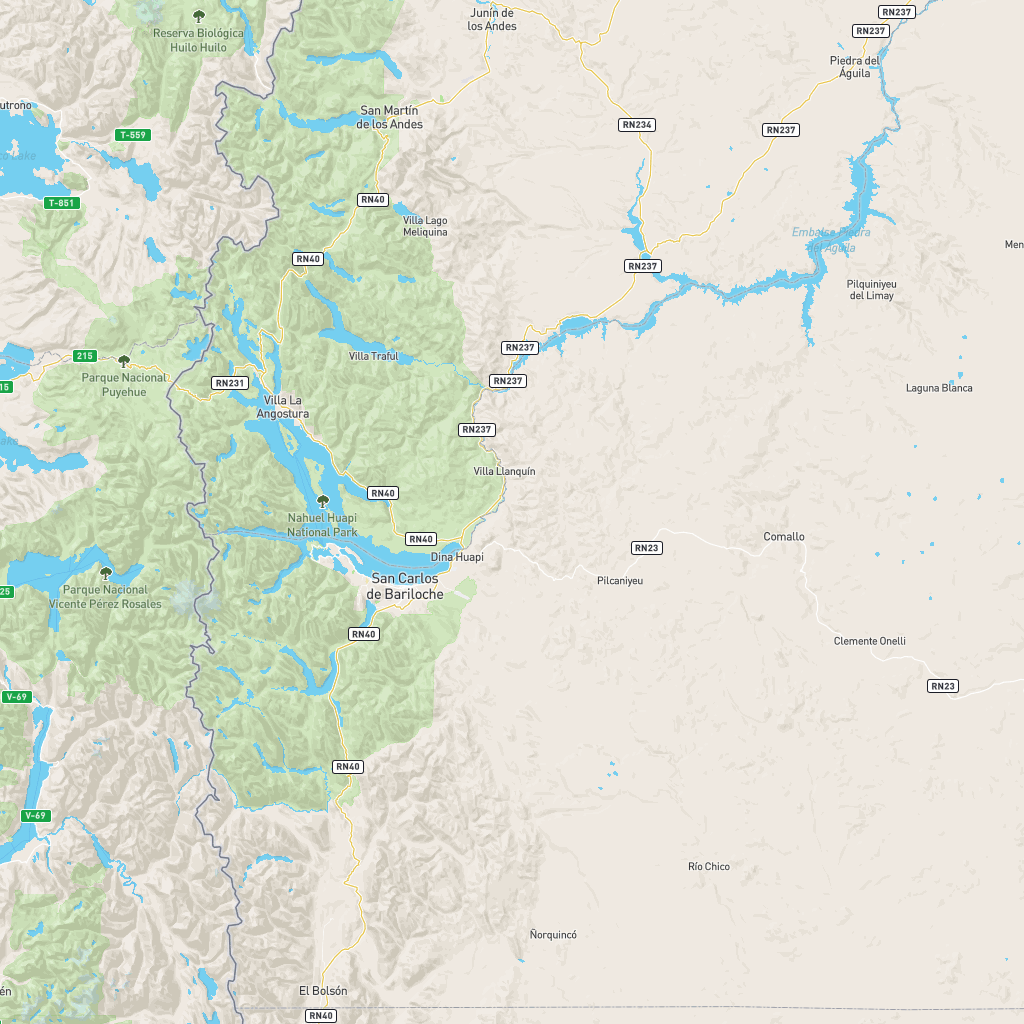 Junín de
los Andes
RN237
RN237
Reserva Biológica
Huilo Huilo
Piedra del
Águila
utrono
San Martín
de los Andes
T-559
RN234
RN237
co Lake
T-851
RN40
Villa Lago
Meliquina
Embalse Piedra
del Águila
RN40
RN237
Pilquiniyeu
del Limay
Men
215
Villa Traful
RN237
Parque Nacional
Puyehue
15
RN231
RN237
Laguna Blanca
Villa La
Angostura
RN237
Lake
Villa Llanquín
RN40
Nahuel Huapi
National Park
RN40
Dina Huapi
RN23
Comallo
San Carlos
de Bariloche
Pilcaniyeu
25
Parque Nacional
Vicente Pérez Rosales
RN40
Clemente Onelli
V-69
RN23
RN40
V-69
Río Chico
Ñorquincó
én
El Bolsón
RN40